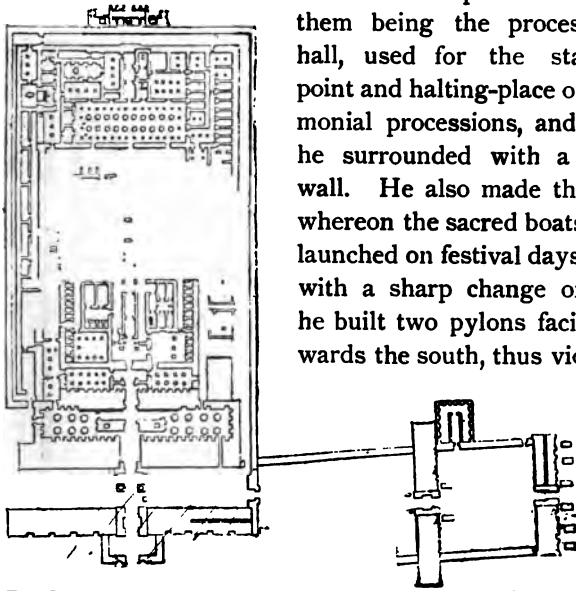 them being the proces
hall, used for the sta
point and halting-place o
monial processions, and
he surrounded with a
wall. He also made th
whereon the sacred boats
launched on festival days
with a sharp change o
he built two pylons faci
wards the south, thus vi